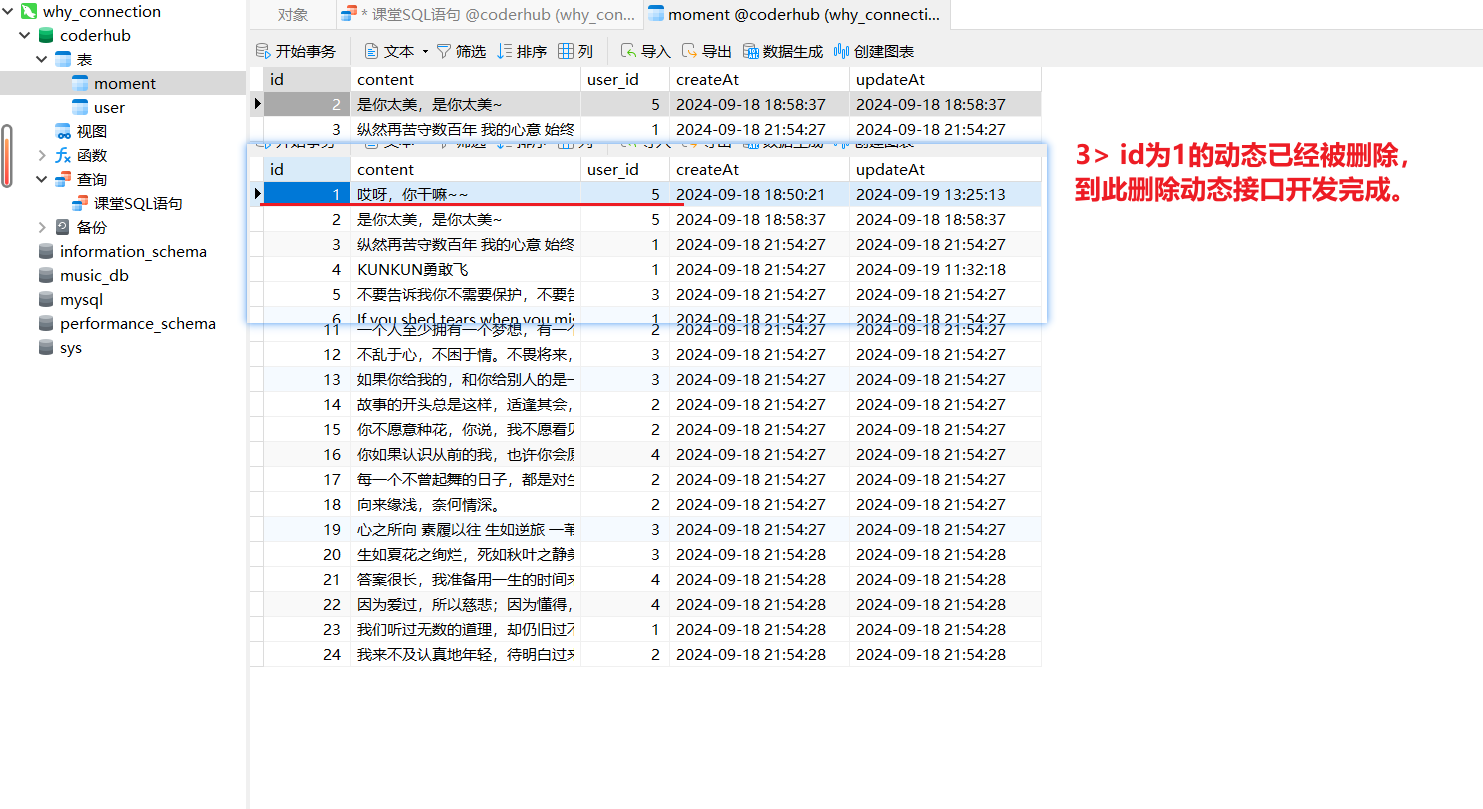 why_connection
coderhub
表
moment
user
视图
函数
查询
课堂SQL语句
备份
information_schema
music_db
mysql
performance_schema
sys
对象
* 课堂SQL语句 @coderhub (why_con...
moment @coderhub (why_connecti...
开始事务 文本 筛选 排序 列 导入 导出 数据生成 创建图表
id content user_id createAt updateAt
2 是你太美，是你太美~ 5 2024-09-18 18:58:37 2024-09-18 18:58:37
3 纵然再苦守数百年 我的心意 始终 1 2024-09-18 21:54:27 2024-09-18 21:54:27
id content user_id createAt updateAt
1 哎呀，你干嘛~~ 5 2024-09-18 18:50:21 2024-09-19 13:25:13
2 是你太美，是你太美~ 5 2024-09-18 18:58:37 2024-09-18 18:58:37
3 纵然再苦守数百年 我的心意 始终 1 2024-09-18 21:54:27 2024-09-18 21:54:27
4 KUNKUN勇敢飞 1 2024-09-18 21:54:27 2024-09-19 11:32:18
5 不要告诉我你不需要保护，不要 3 2024-09-18 21:54:27 2024-09-18 21:54:27
6 If you shed tears when you mi 1 2024-09-18 21:54:27 2024-09-18 21:54:27
11 一个人至少拥有一个梦想，有一 2 2024-09-18 21:54:27 2024-09-18 21:54:27
12 不乱于心，不困于情。不畏将来， 3 2024-09-18 21:54:27 2024-09-18 21:54:27
13 如果你给我的，和你给别人的是 3 2024-09-18 21:54:27 2024-09-18 21:54:27
14 故事的开头总是这样，适逢其会， 2 2024-09-18 21:54:27 2024-09-18 21:54:27
15 你不愿意种花，你说，我不愿看 2 2024-09-18 21:54:27 2024-09-18 21:54:27
16 你如果认识从前的我，也许你会 4 2024-09-18 21:54:27 2024-09-18 21:54:27
17 每一个不曾起舞的日子，都是对 2 2024-09-18 21:54:27 2024-09-18 21:54:27
18 向来缘浅，奈何情深。 2 2024-09-18 21:54:27 2024-09-18 21:54:27
19 心之所向 素履以往 生如逆旅 一 3 2024-09-18 21:54:27 2024-09-18 21:54:27
20 生如夏花之绚烂，死如秋叶之静 3 2024-09-18 21:54:28 2024-09-18 21:54:28
21 答案很长，我准备用一生的时间 4 2024-09-18 21:54:28 2024-09-18 21:54:28
22 因为爱过，所以慈悲；因为懂得， 4 2024-09-18 21:54:28 2024-09-18 21:54:28
23 我们听过无数的道理，却仍旧过 1 2024-09-18 21:54:28 2024-09-18 21:54:28
24 我来不及认真地年轻，待明白过 2 2024-09-18 21:54:28 2024-09-18 21:54:28
3> id为1的动态已经被删除，
到此删除动态接口开发完成。